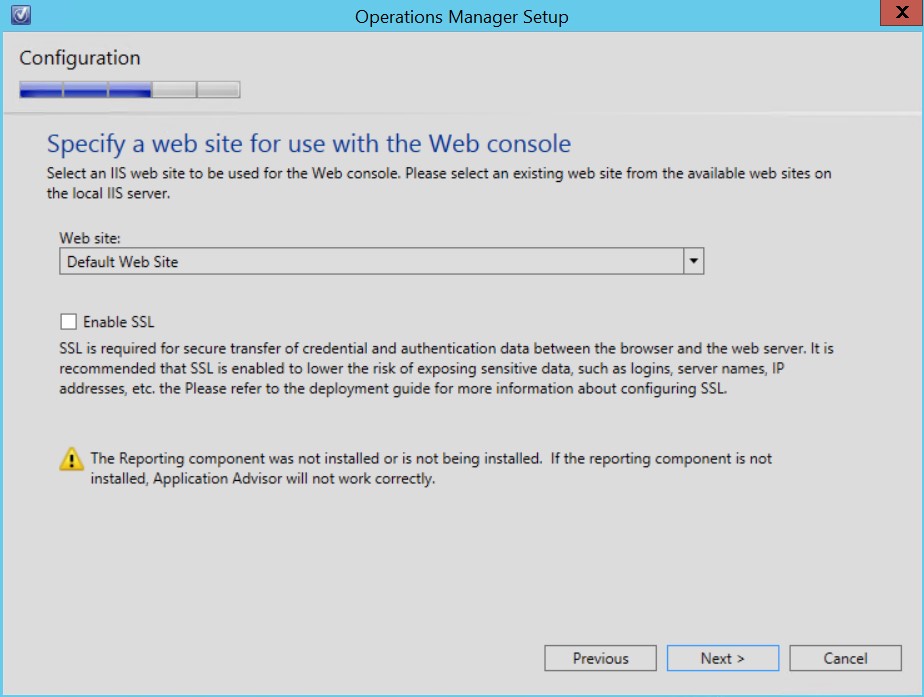 Operations Manager Setup
Configuration
Specify a web site for use with the Web console
Select an IIS web site to be used for the Web console. Please select an existing web site from the available web sites on
the local IIS server.
Web site:
Default Web Site
Enable SSL
SSL is required for secure transfer of credential and authentication data between the browser and the web server. It is
recommended that SSL is enabled to lower the risk of exposing sensitive data, such as logins, server names, IP
addresses, etc. the Please refer to the deployment guide for more information about configuring SSL.
The Reporting component was not installed or is not being installed.  If the reporting component is not
installed, Application Advisor will not work correctly.
Previous
Next >
Cancel